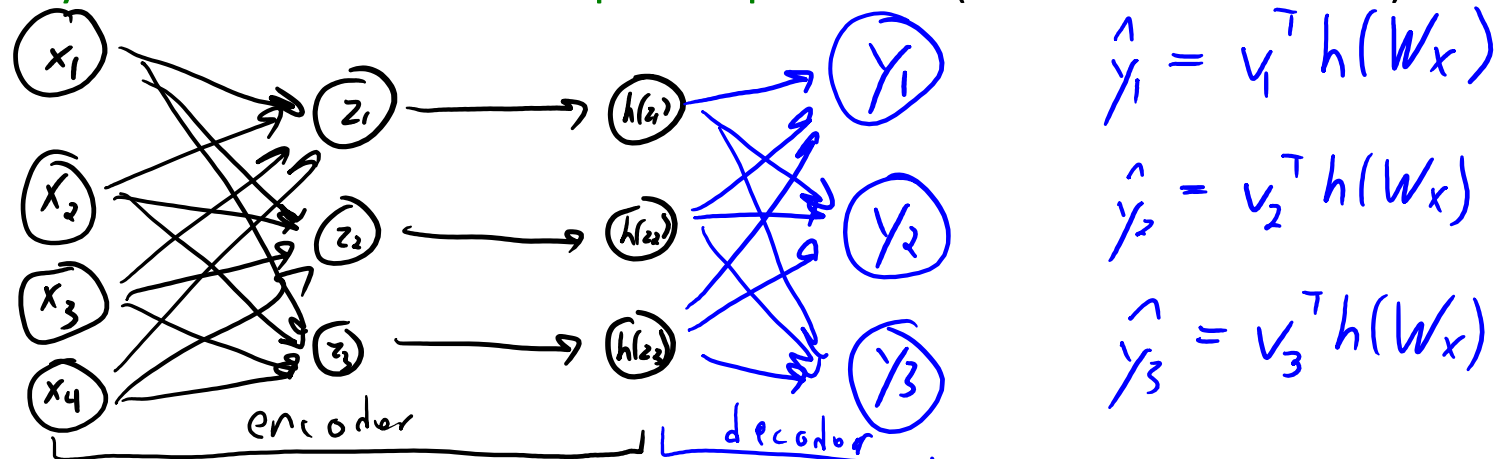 x₁
x₂
x₃
x₄
z₁
z₂
z₃
h(z₁)
h(z₂)
h(z₃)
y₁
y₂
y₃
encoder
decoder
ŷ₁ = v₁ᵀ h(Wx)
ŷ₂ = v₂ᵀ h(Wx)
ŷ₃ = v₃ᵀ h(Wx)